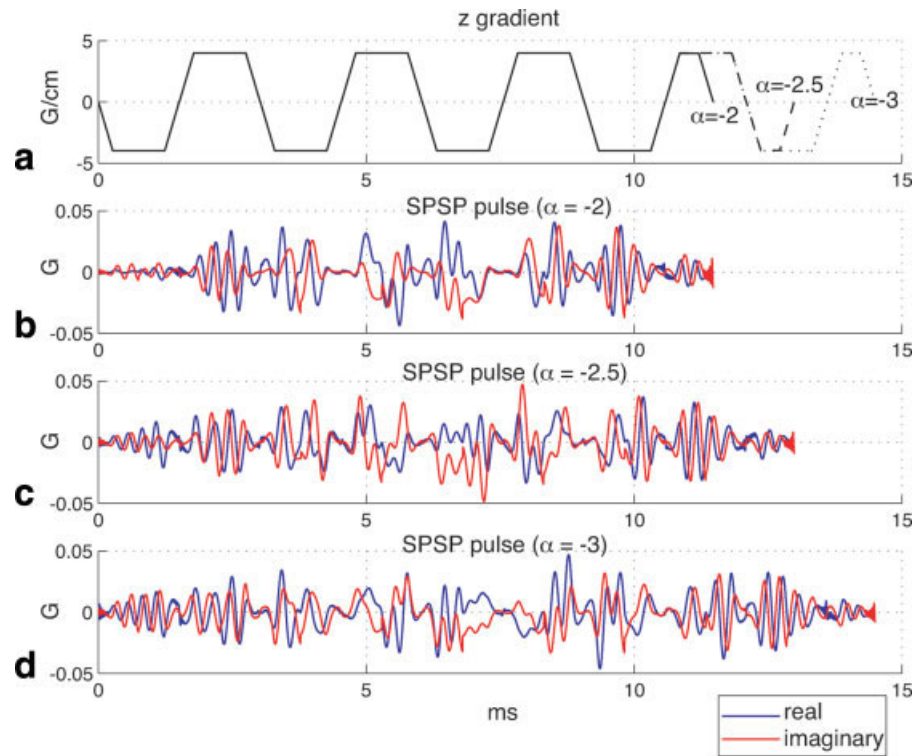 z gradient
5
0
-5
G/cm
α=-2
α=-2.5
α=-3
a
0
5
10
15
SPSP pulse (α = -2)
0.05
0
-0.05
G
b
0
5
10
15
SPSP pulse (α = -2.5)
0.05
0
-0.05
G
c
0
5
10
15
SPSP pulse (α = -3)
0.05
0
-0.05
G
d
0
5
10
15
ms
real
imaginary